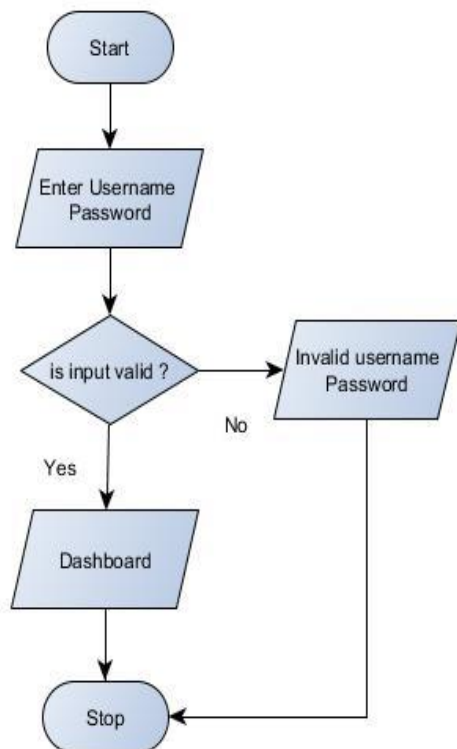 Start
Enter Username
Password
is input valid ?
Invalid username
Password
No
Yes
Dashboard
Stop